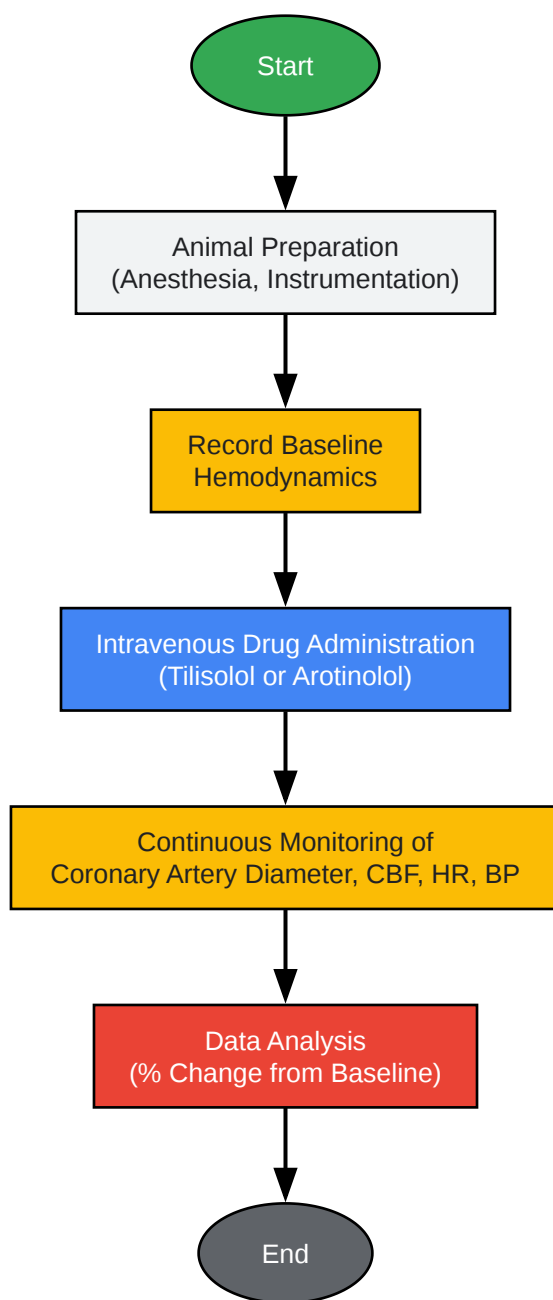 Start
Animal Preparation
(Anesthesia, Instrumentation)
Record Baseline
Hemodynamics
Intravenous Drug Administration
(Tilisolol or Arotinolol)
Continuous Monitoring of
Coronary Artery Diameter, CBF, HR, BP
Data Analysis
(% Change from Baseline)
End